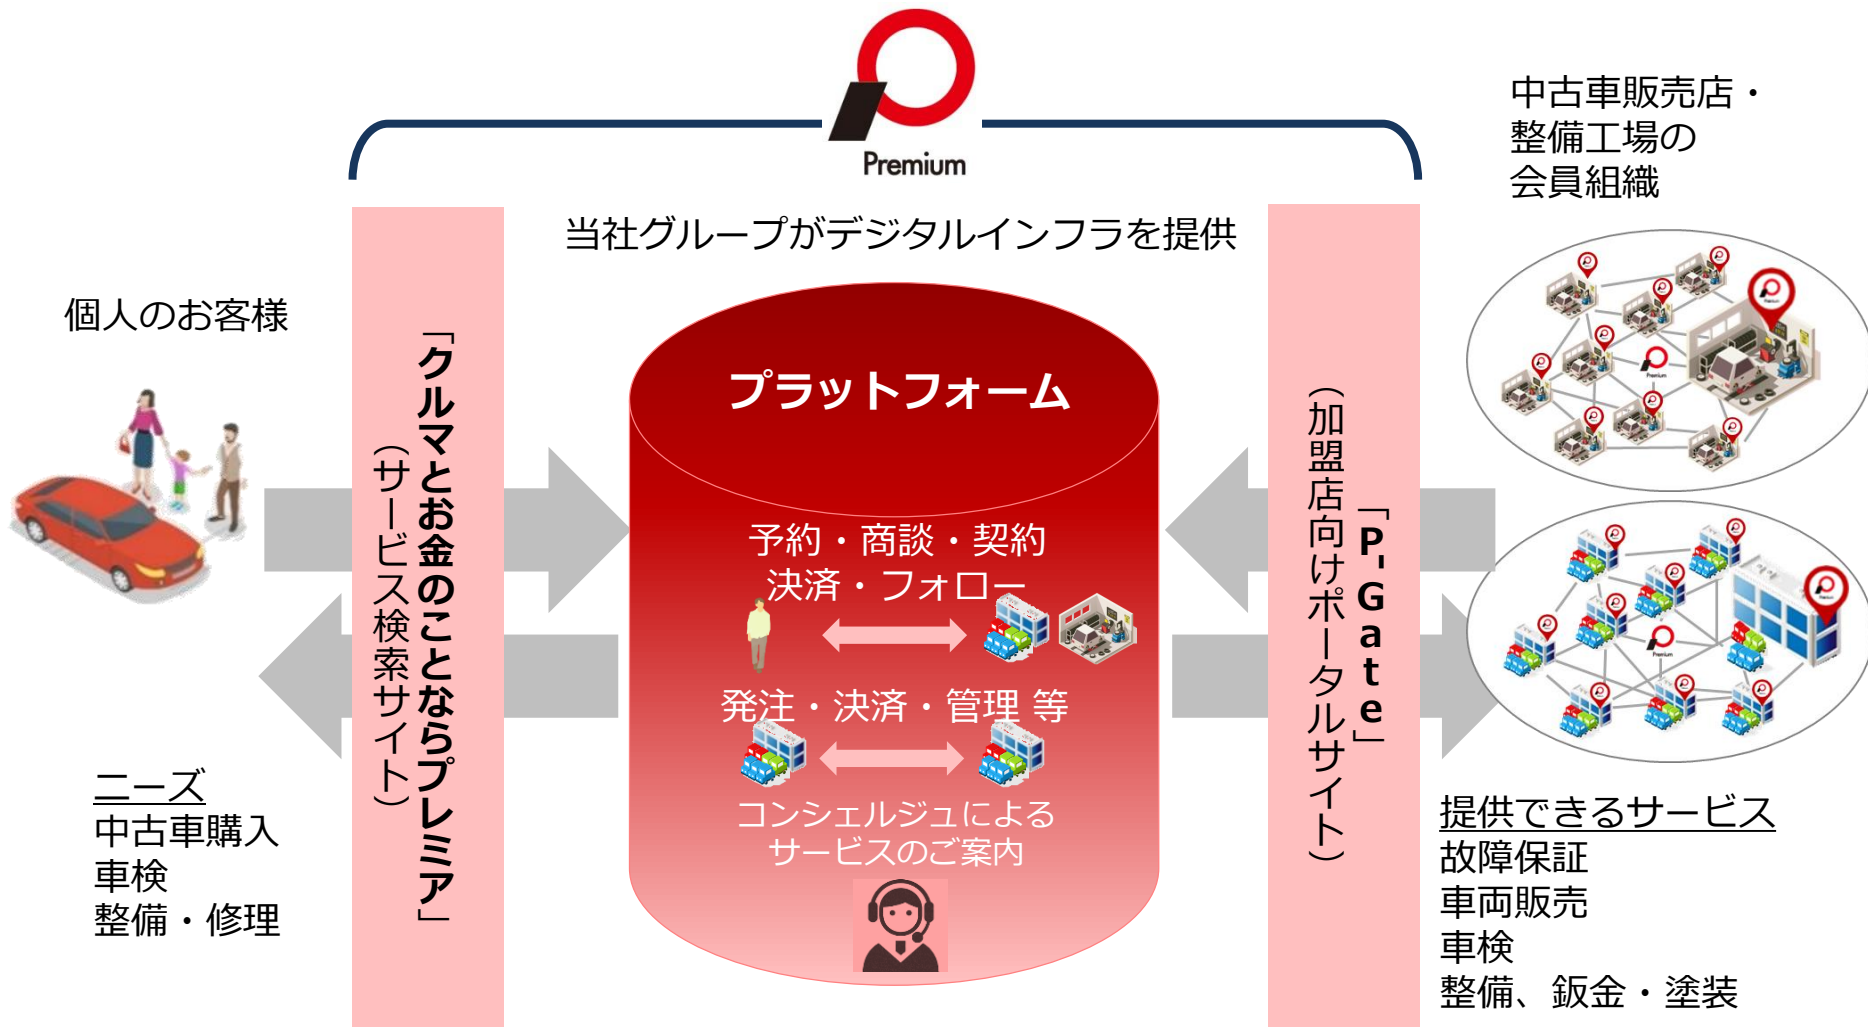 Premium
当社グループがデジタルインフラを提供
個人のお客様
「クルマとお金のことならプレミア」
（サービス検索サイト）
ニーズ
中古車購入
車検
整備・修理
プラットフォーム
予約・商談・契約
決済・フォロー
発注・決済・管理 等
コンシェルジュによる
サービスのご案内
「P-Gate」
（加盟店向けポータルサイト）
中古車販売店・
整備工場の
会員組織
Premium
Premium
提供できるサービス
故障保証
車両販売
車検
整備、鈑金・塗装